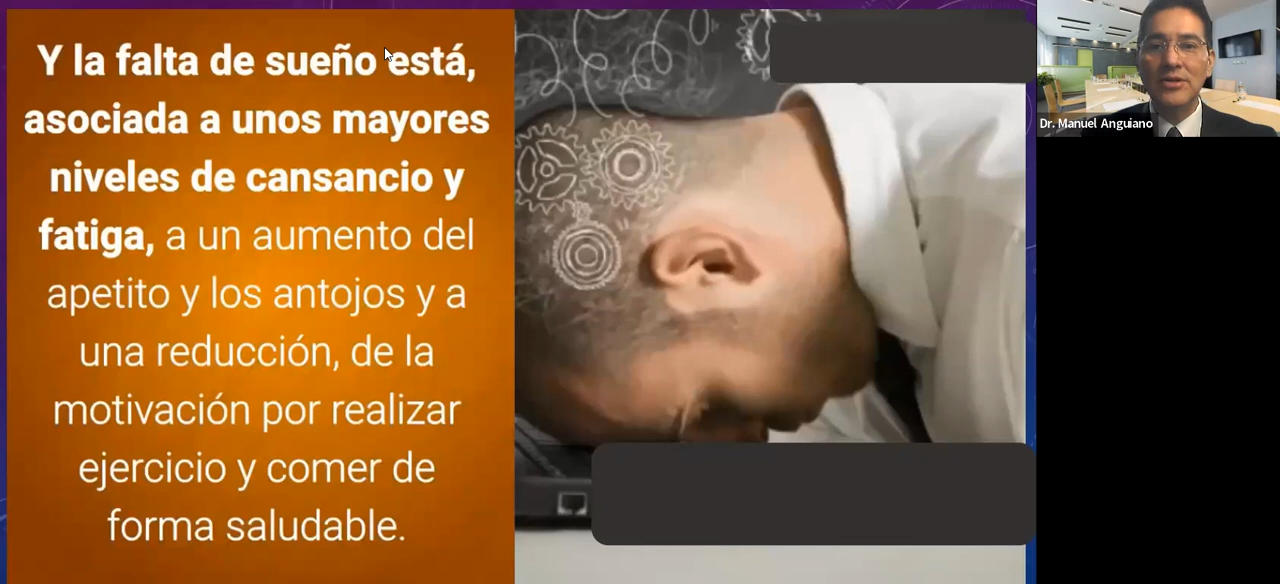 Y la falta de sueño está,
asociada a unos mayores
niveles de cansancio y
fatiga, a un aumento del
apetito y los antojos y a
una reducción, de la
motivación por realizar
ejercicio y comer de
forma saludable.
Dr. Manuel Anguiano